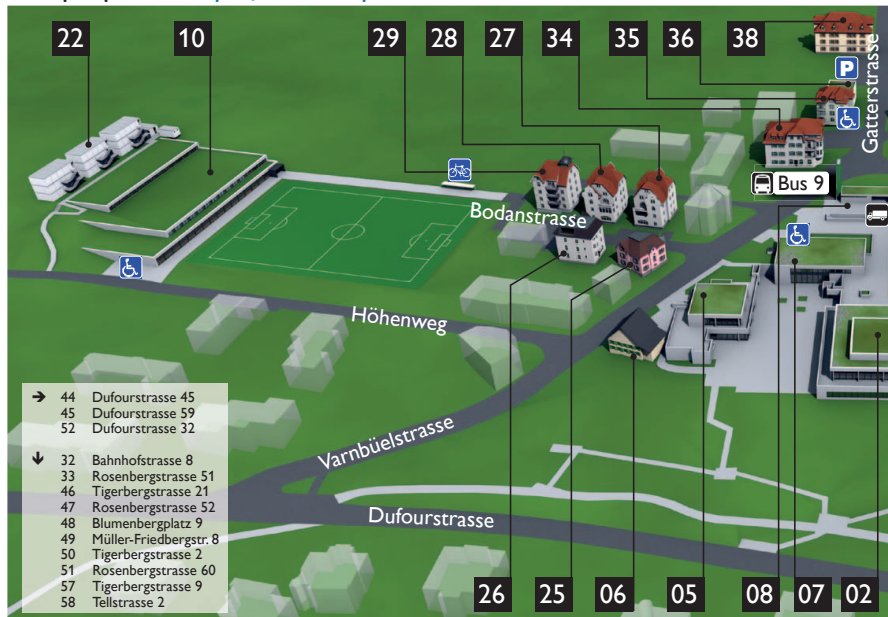 22 10 29 28 27 34 35 36 38
P
Gatterstrasse
Bus 9
Bodanstrasse
Höhenweg
Varnbüelstrasse
Dufourstrasse
→ 44 Dufourstrasse 45
45 Dufourstrasse 59
52 Dufourstrasse 32
↓ 32 Bahnhofstrasse 8
33 Rosenbergstrasse 51
46 Tigerbergstrasse 21
47 Rosenbergstrasse 52
48 Blumenbergplatz 9
49 Müller-Friedbergstr. 8
50 Tigerbergstrasse 2
51 Rosenbergstrasse 60
57 Tigerbergstrasse 9
58 Tellstrasse 2
26 25 06 05 08 07 02